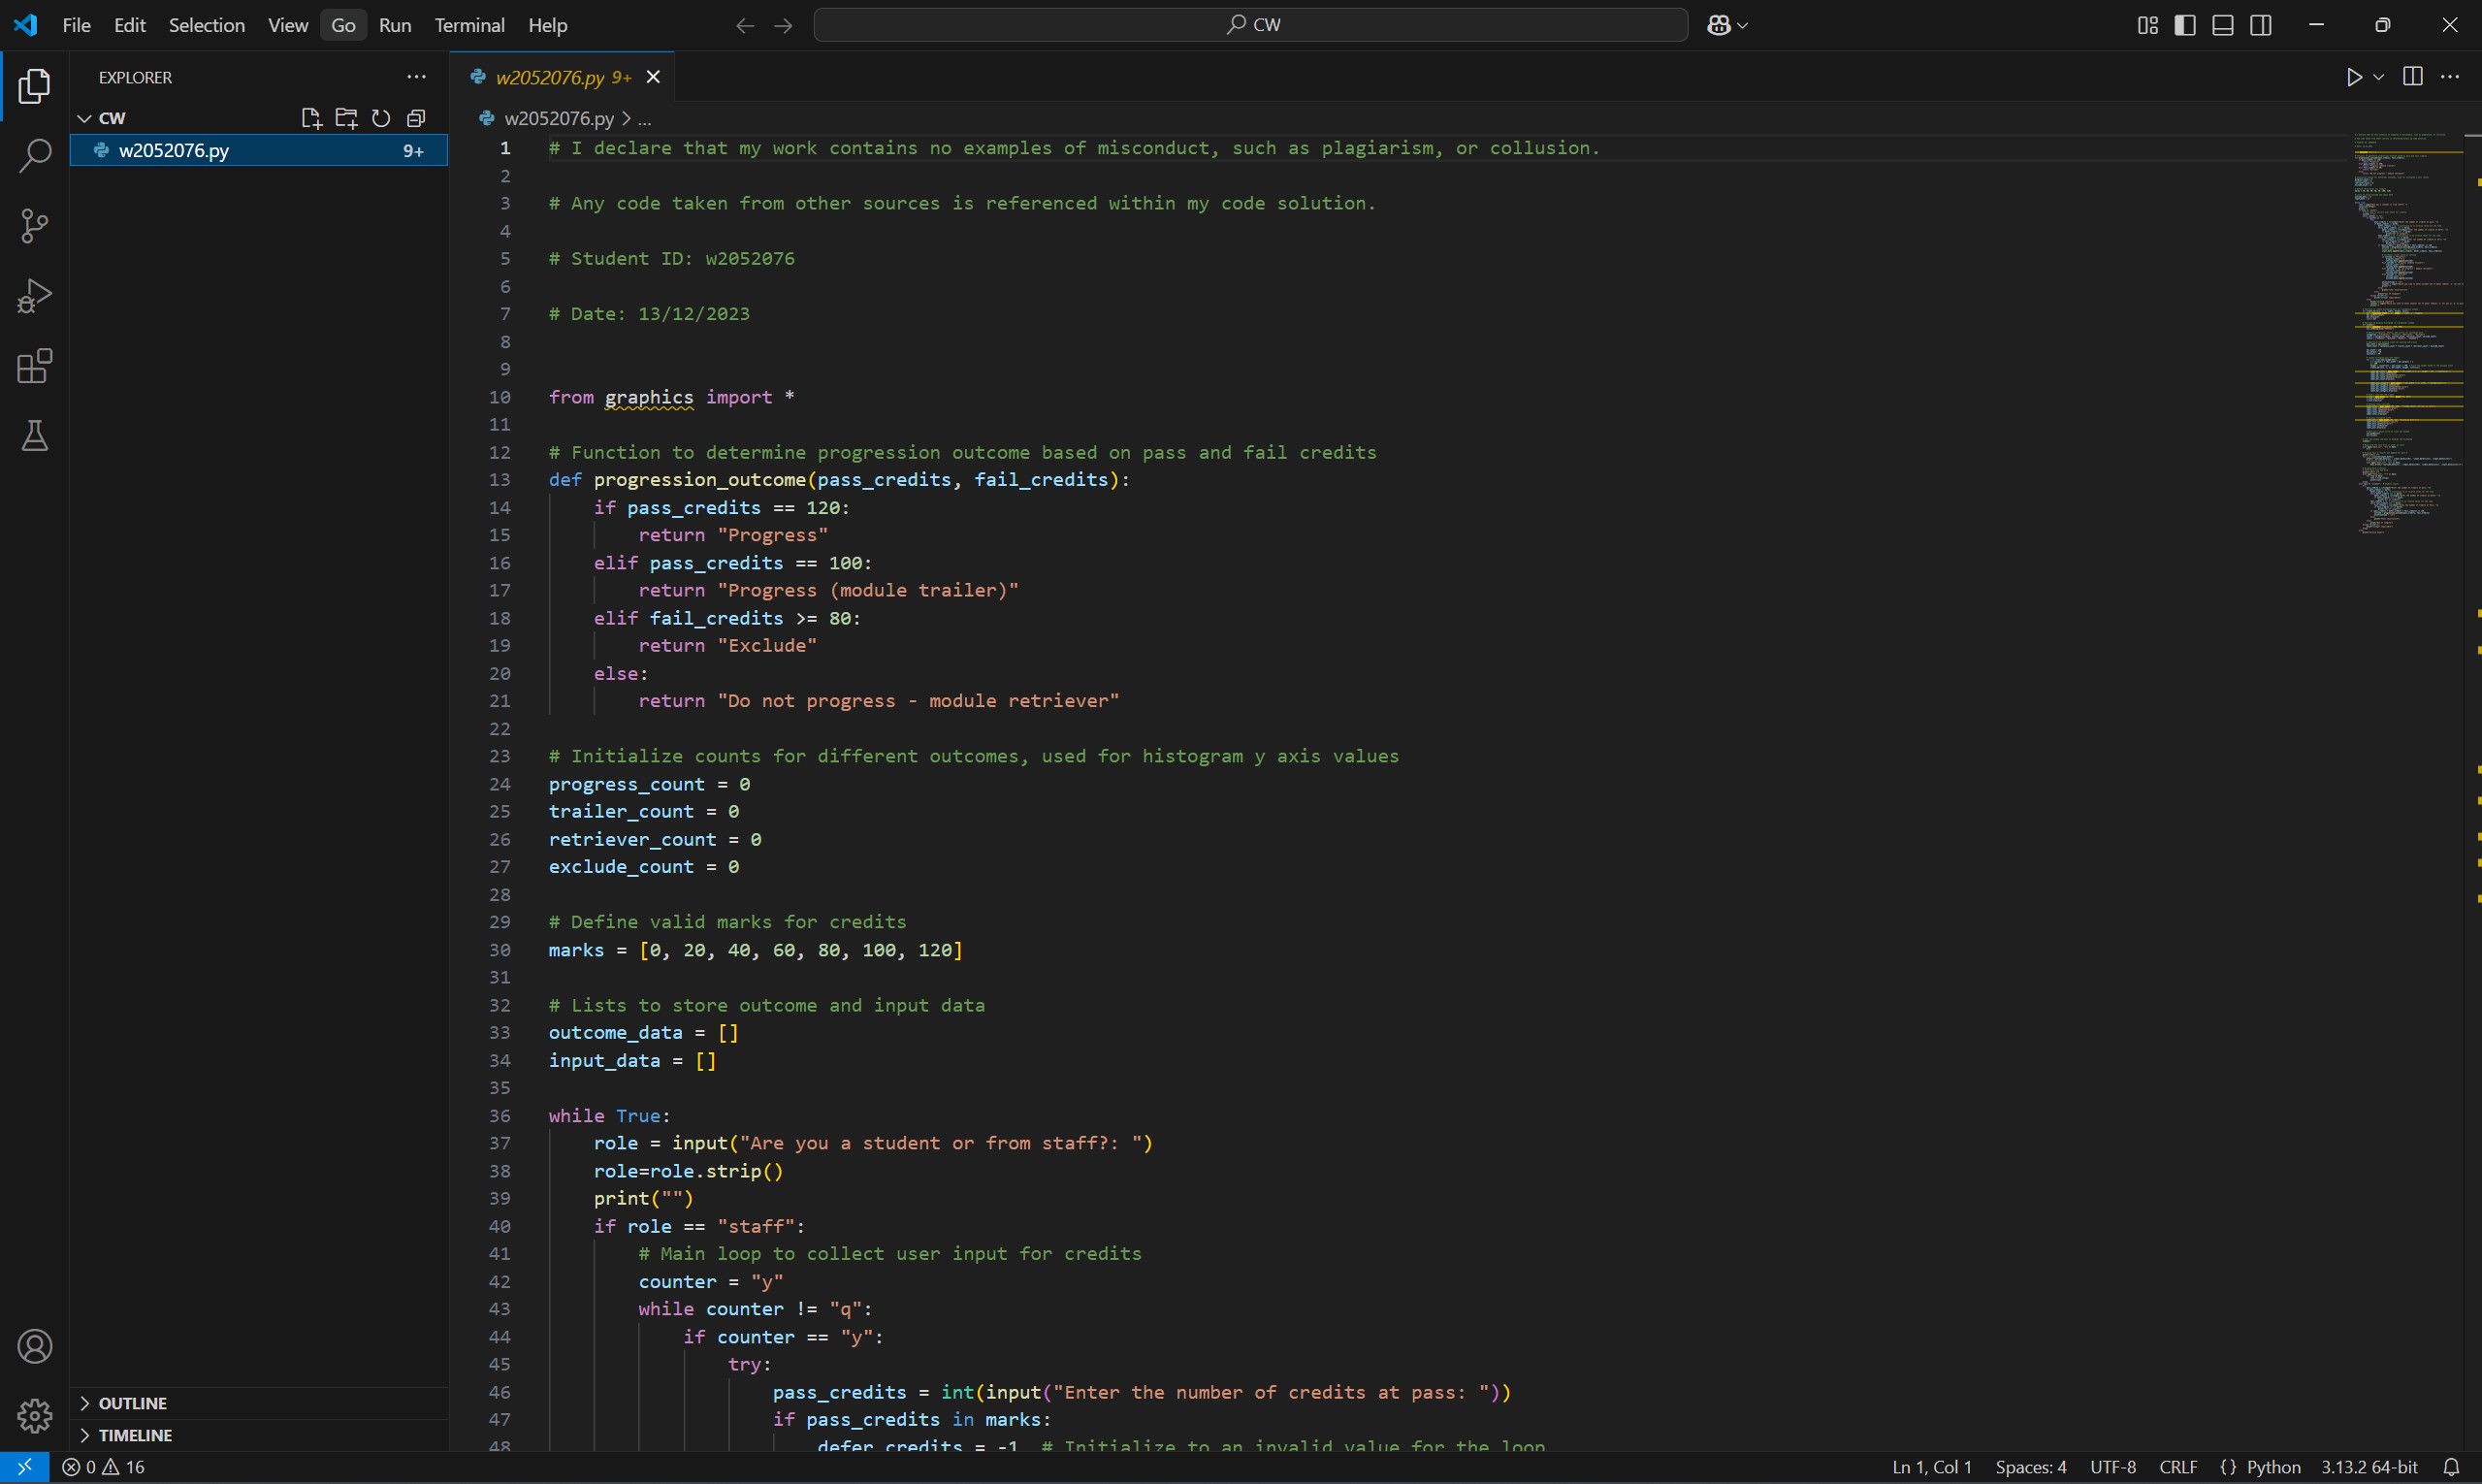 File Edit Selection View Go Run Terminal Help
CW
EXPLORER
CW
w2052076.py 9+
w2052076.py 9+
w2052076.py > ...
1 # I declare that my work contains no examples of misconduct, such as plagiarism, or collusion.
2
3 # Any code taken from other sources is referenced within my code solution.
4
5 # Student ID: w2052076
6
7 # Date: 13/12/2023
8
9
10 from graphics import *
11
12 # Function to determine progression outcome based on pass and fail credits
13 def progression_outcome(pass_credits, fail_credits):
14     if pass_credits == 120:
15         return "Progress"
16     elif pass_credits == 100:
17         return "Progress (module trailer)"
18     elif fail_credits >= 80:
19         return "Exclude"
20     else:
21         return "Do not progress - module retriever"
22
23 # Initialize counts for different outcomes, used for histogram y axis values
24 progress_count = 0
25 trailer_count = 0
26 retriever_count = 0
27 exclude_count = 0
28
29 # Define valid marks for credits
30 marks = [0, 20, 40, 60, 80, 100, 120]
31
32 # Lists to store outcome and input data
33 outcome_data = []
34 input_data = []
35
36 while True:
37     role = input("Are you a student or from staff?: ")
38     role=role.strip()
39     print("")
40     if role == "staff":
41         # Main loop to collect user input for credits
42         counter = "y"
43         while counter != "q":
44             if counter == "y":
45                 try:
46                     pass_credits = int(input("Enter the number of credits at pass: "))
47                     if pass_credits in marks:
48                         defer_credits = -1  # Initialize to an invalid value for the loop
OUTLINE
TIMELINE
0 16
Ln 1, Col 1 Spaces: 4 UTF-8 CRLF {} Python 3.13.2 64-bit